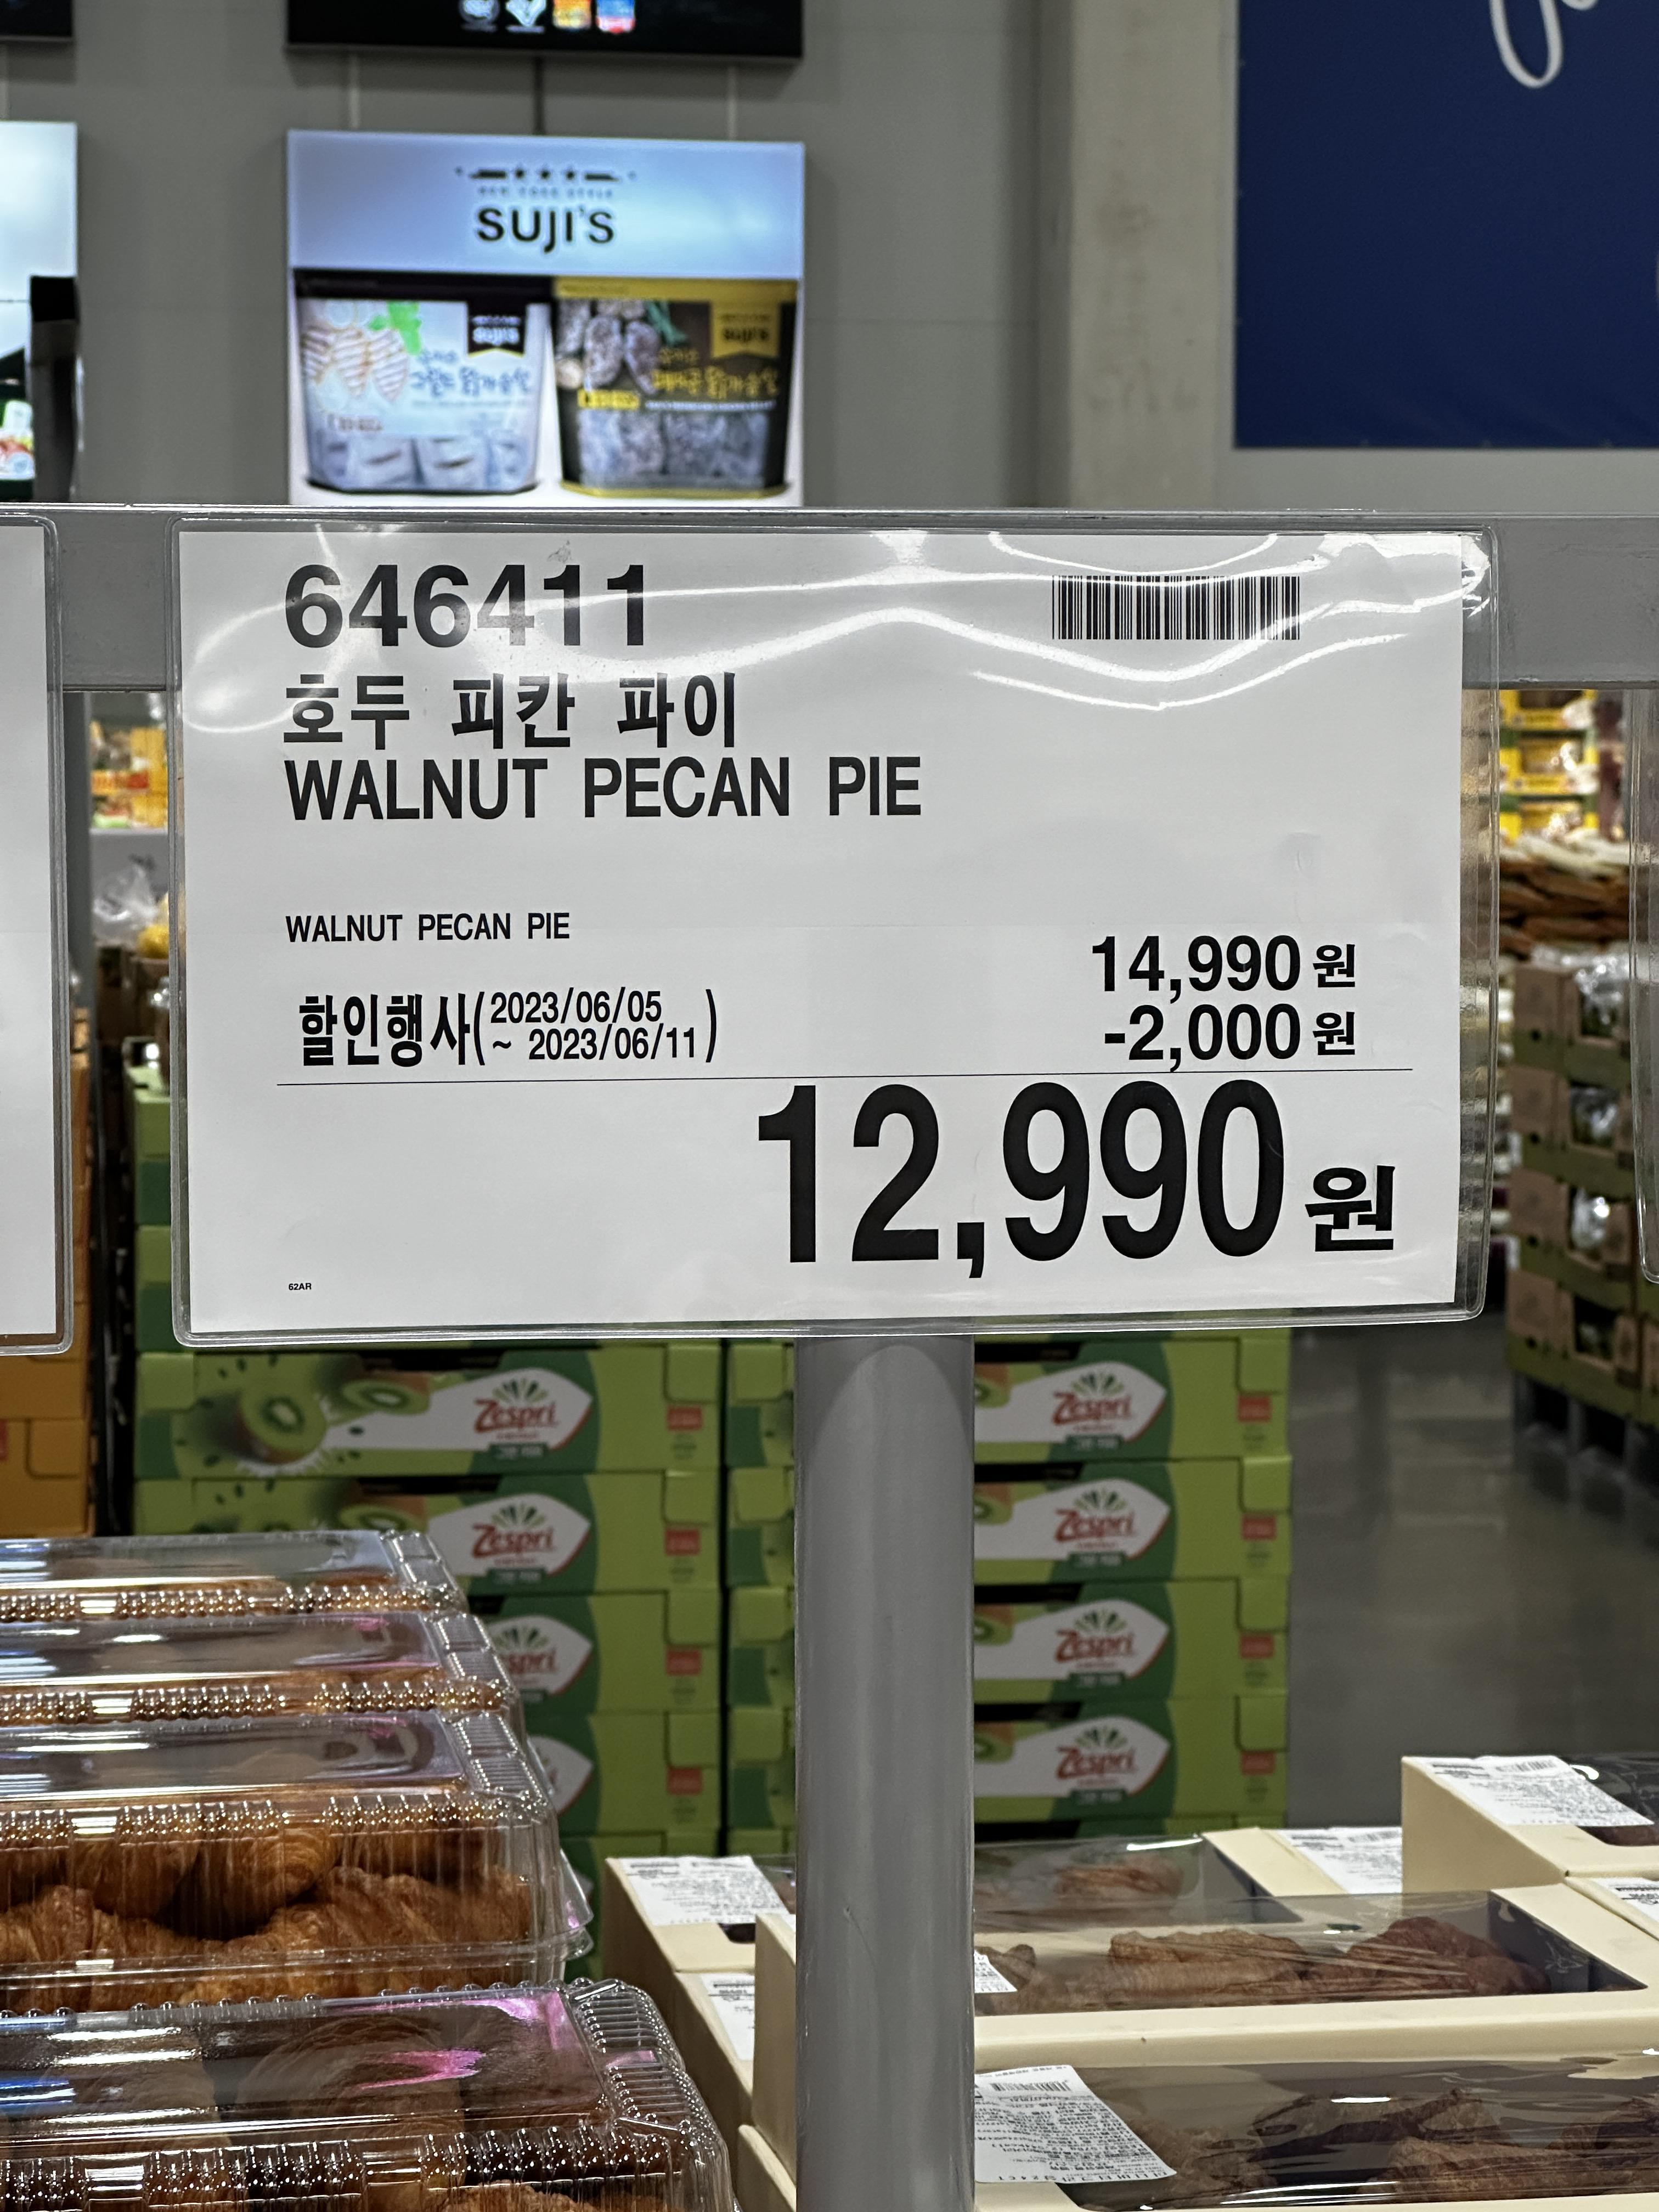 SUJI'S
646411
호두 피칸 파이
WALNUT PECAN PIE
WALNUT PECAN PIE
14,990 원
할인행사(2023/06/05
~ 2023/06/11)
-2,000 원
12,990 원
62AR
Zespri
Zespri
Zespri
Zespri
Zespri
Zespri
Zespri